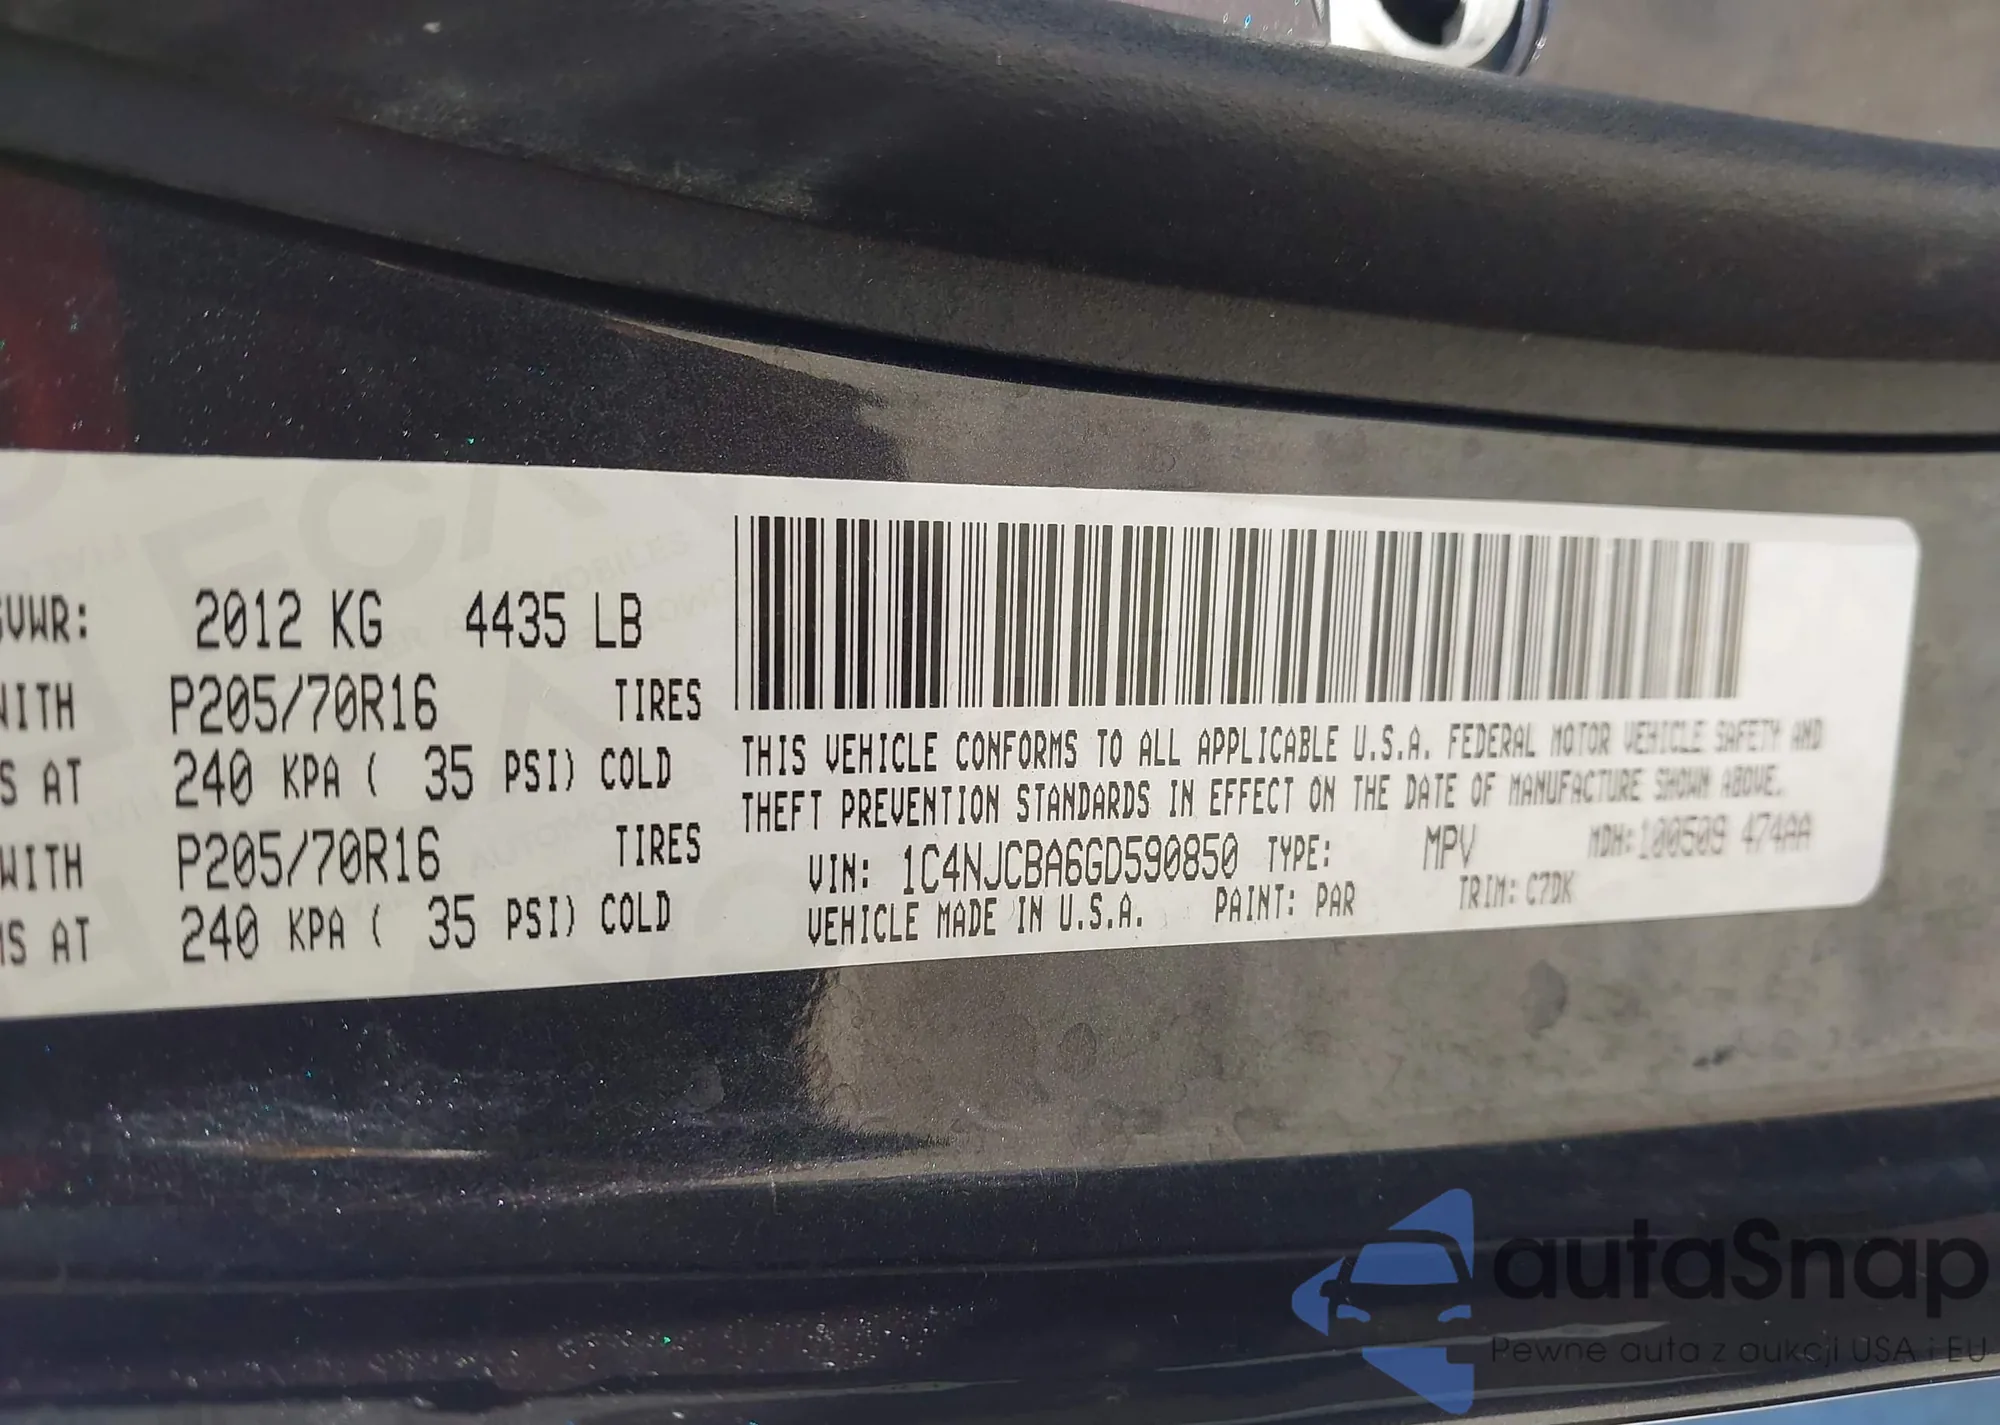 GVWR: 2012 KG 4435 LB
WITH P205/70R16 TIRES
S AT 240 KPA ( 35 PSI) COLD
WITH P205/70R16 TIRES
MS AT 240 KPA ( 35 PSI) COLD
THIS VEHICLE CONFORMS TO ALL APPLICABLE U.S.A. FEDERAL MOTOR VEHICLE SAFETY AND
THEFT PREVENTION STANDARDS IN EFFECT ON THE DATE OF MANUFACTURE SHOWN ABOVE.
VIN: 1C4NJCBA6GD590850 TYPE: MPV MDH:100509 474AA
VEHICLE MADE IN U.S.A. PAINT: PAR TRIM: C7DK
autaSnap
Pewne auta z aukcji USA i EU